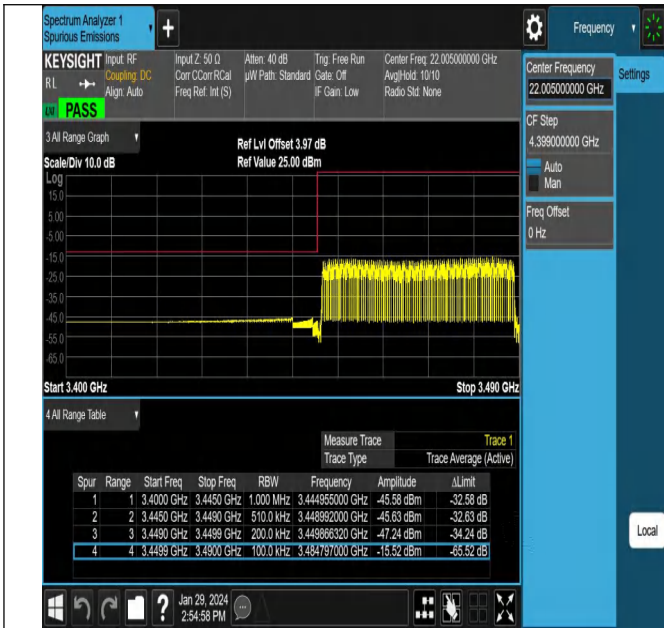 Spectrum Analyzer 1
Spurious Emissions
Frequency
KEYSIGHT
Input: RF
Coupling: DC
Align: Auto
Input Z: 50 Ω
Corr CCorr RCal
Freq Ref: Int (S)
Atten: 40 dB
µW Path: Standard
Trig: Free Run
Gate: Off
IF Gain: Low
Center Freq: 22.005000000 GHz
Avg|Hold: 10/10
Radio Std: None
RL
PASS
Center Frequency
22.005000000 GHz
Settings
CF Step
4.399000000 GHz
Auto
Man
Freq Offset
0 Hz
3 All Range Graph
Scale/Div 10.0 dB
Ref Lvl Offset 3.97 dB
Ref Value 25.00 dBm
Log
15.0
5.00
-5.00
-15.0
-25.0
-35.0
-45.0
-55.0
-65.0
Start 3.400 GHz
Stop 3.490 GHz
4 All Range Table
Measure Trace Trace 1
Trace Type Trace Average (Active)
Spur Range Start Freq Stop Freq RBW Frequency Amplitude ΔLimit
1 1 3.4000 GHz 3.4450 GHz 1.000 MHz 3.444955000 GHz -45.58 dBm -32.58 dB
2 2 3.4450 GHz 3.4490 GHz 510.0 kHz 3.448992000 GHz -45.63 dBm -32.63 dB
3 3 3.4490 GHz 3.4499 GHz 200.0 kHz 3.449866320 GHz -47.24 dBm -34.24 dB
4 4 3.4499 GHz 3.4900 GHz 100.0 kHz 3.484797000 GHz -15.52 dBm -65.52 dB
Local
Jan 29, 2024
2:54:58 PM